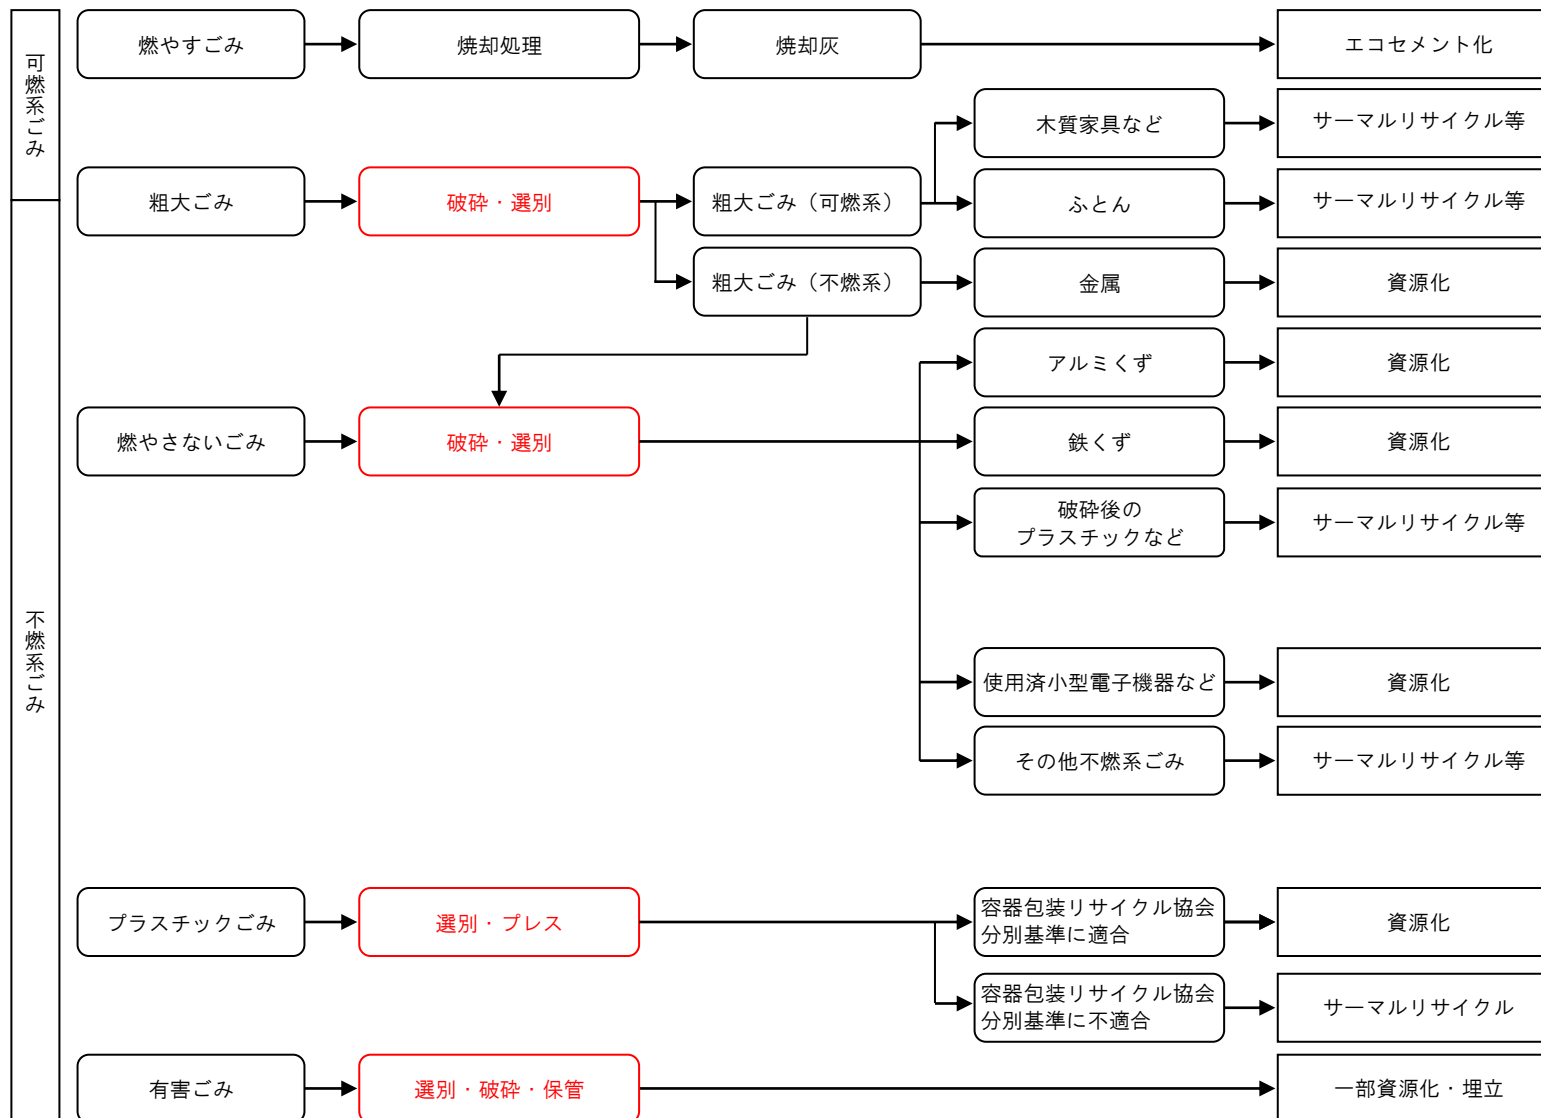 可燃系ごみ
燃やすごみ
焼却処理
焼却灰
エコセメント化
木質家具など
サーマルリサイクル等
粗大ごみ
破砕・選別
粗大ごみ（可燃系）
ふとん
サーマルリサイクル等
粗大ごみ（不燃系）
金属
資源化
アルミくず
資源化
不燃系ごみ
燃やさないごみ
破砕・選別
鉄くず
資源化
破砕後の
プラスチックなど
サーマルリサイクル等
使用済小型電子機器など
資源化
その他不燃系ごみ
サーマルリサイクル等
プラスチックごみ
選別・プレス
容器包装リサイクル協会
分別基準に適合
資源化
容器包装リサイクル協会
分別基準に不適合
サーマルリサイクル
有害ごみ
選別・破砕・保管
一部資源化・埋立